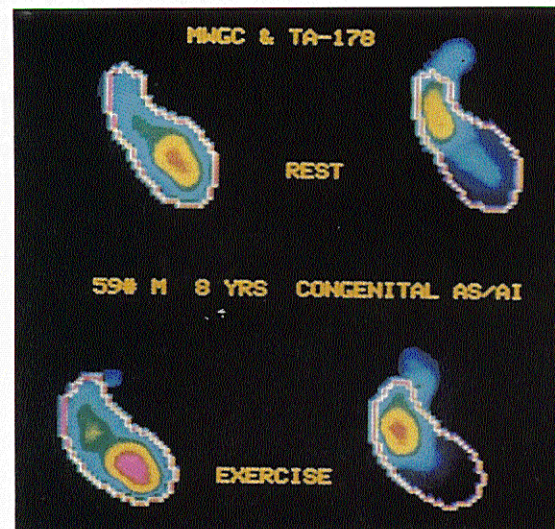 MWGC & TA-178
REST
59# M 8 YRS CONGENITAL AS/AI
EXERCISE